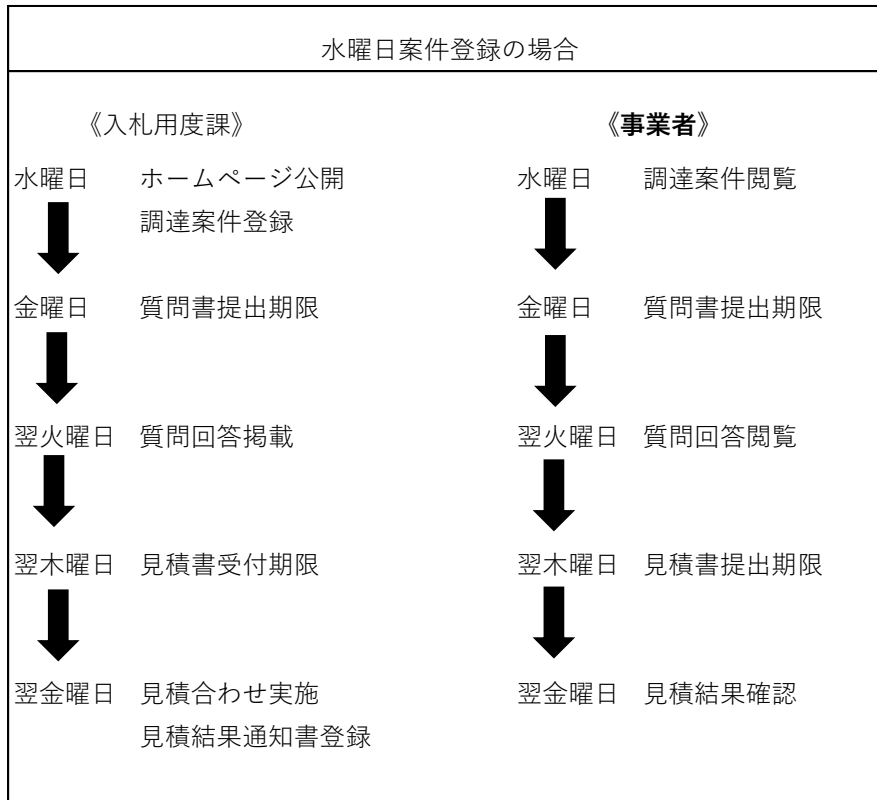 水曜日案件登録の場合
《入札用度課》 《事業者》
水曜日 ホームページ公開 水曜日 調達案件閲覧
調達案件登録
金曜日 質問書提出期限 金曜日 質問書提出期限
翌火曜日 質問回答掲載 翌火曜日 質問回答閲覧
翌木曜日 見積書受付期限 翌木曜日 見積書提出期限
翌金曜日 見積合わせ実施 翌金曜日 見積結果確認
見積結果通知書登録